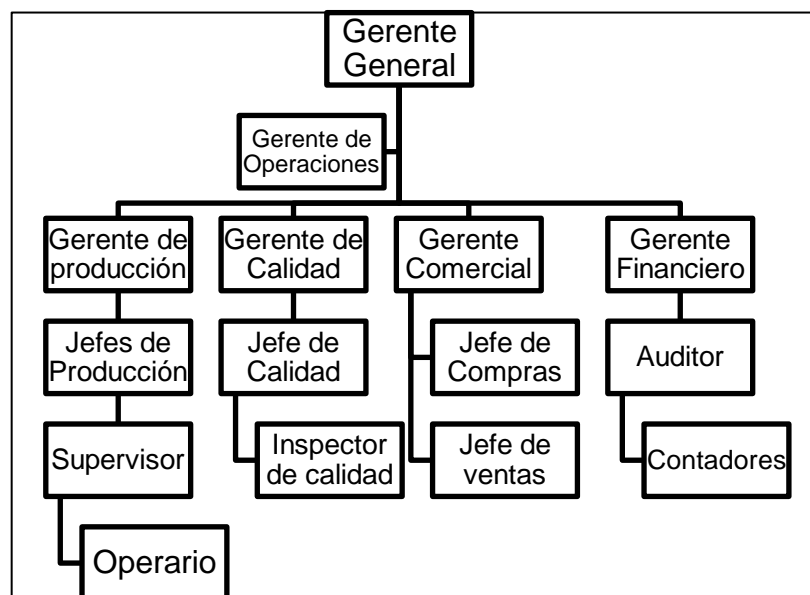 Gerente
General
Gerente de
Operaciones
Gerente de
producción
Gerente de
Calidad
Gerente
Comercial
Gerente
Financiero
Jefes de
Producción
Jefe de
Calidad
Jefe de
Compras
Auditor
Supervisor
Inspector
de calidad
Jefe de
ventas
Contadores
Operario